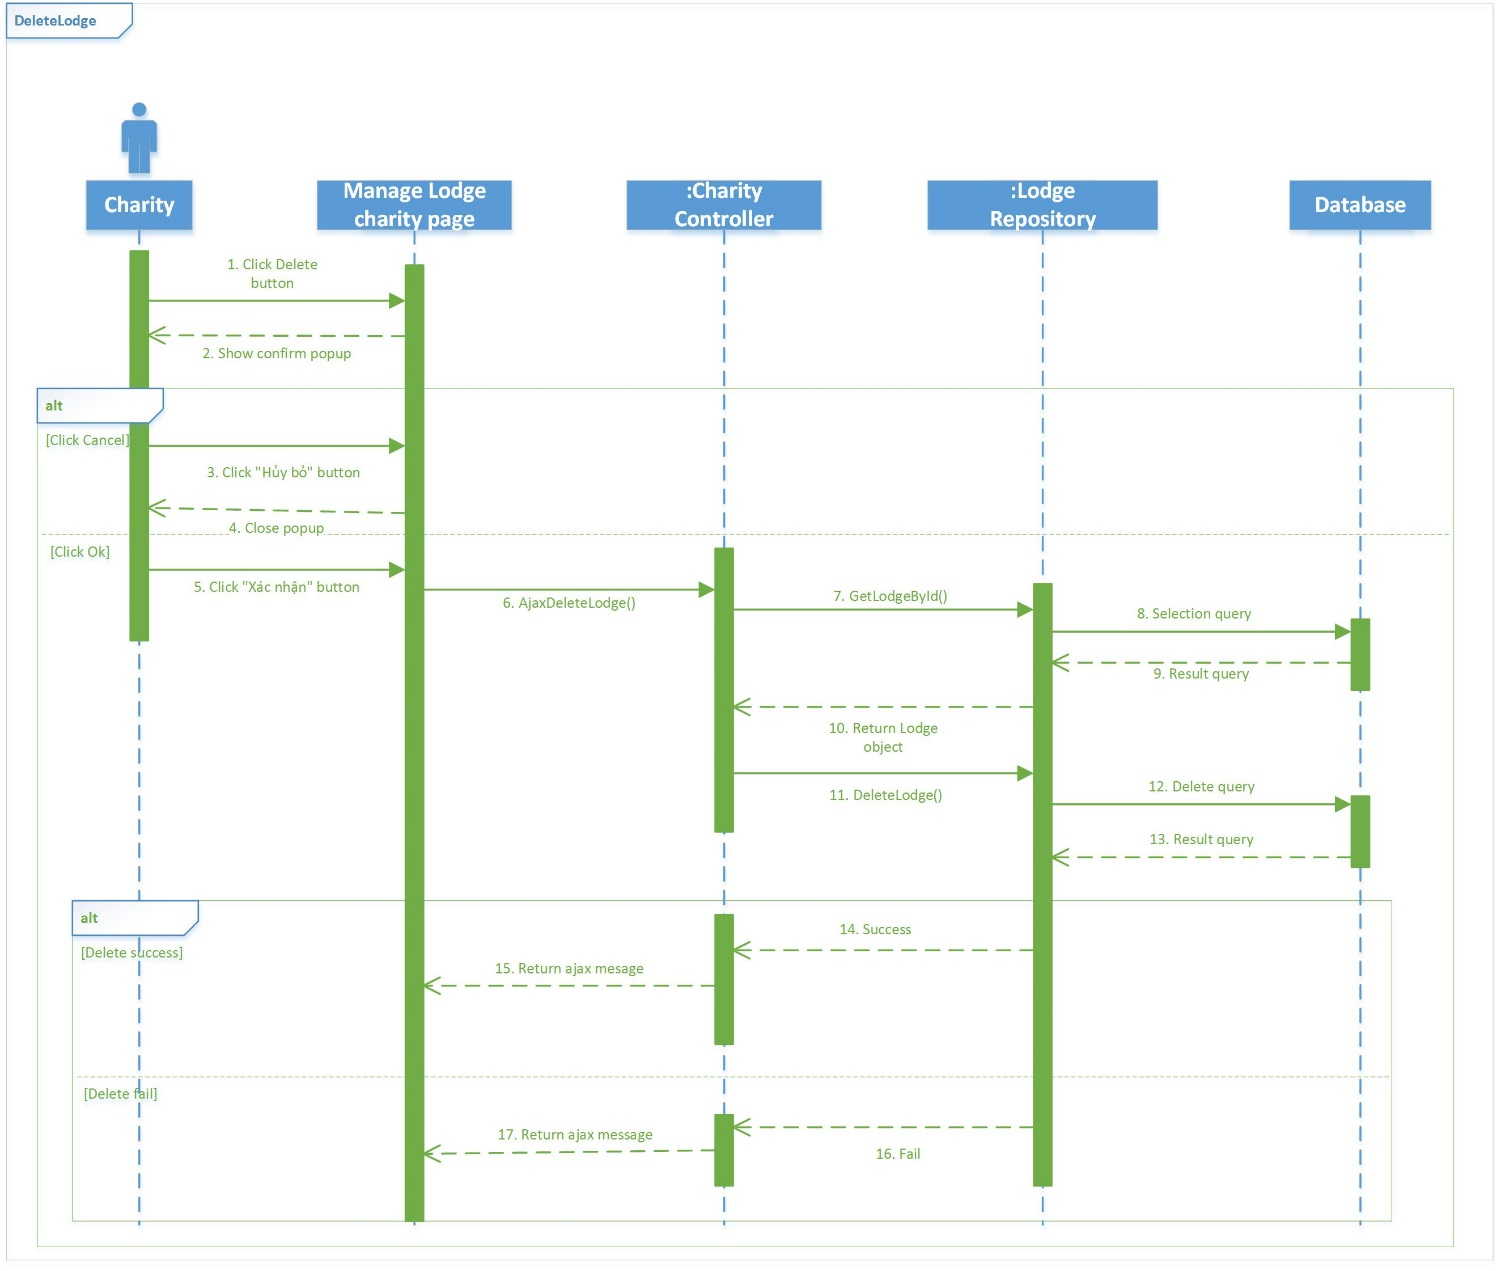 DeleteLodge
Charity
Manage Lodge
charity page
:Charity
Controller
:Lodge
Repository
Database
1. Click Delete
button
2. Show confirm popup
alt
[Click Cancel]
3. Click "Hủy bỏ" button
4. Close popup
[Click Ok]
5. Click "Xác nhận" button
6. AjaxDeleteLodge()
7. GetLodgeById()
8. Selection query
9. Result query
10. Return Lodge
object
11. DeleteLodge()
12. Delete query
13. Result query
alt
[Delete success]
14. Success
15. Return ajax mesage
[Delete fail]
16. Fail
17. Return ajax message